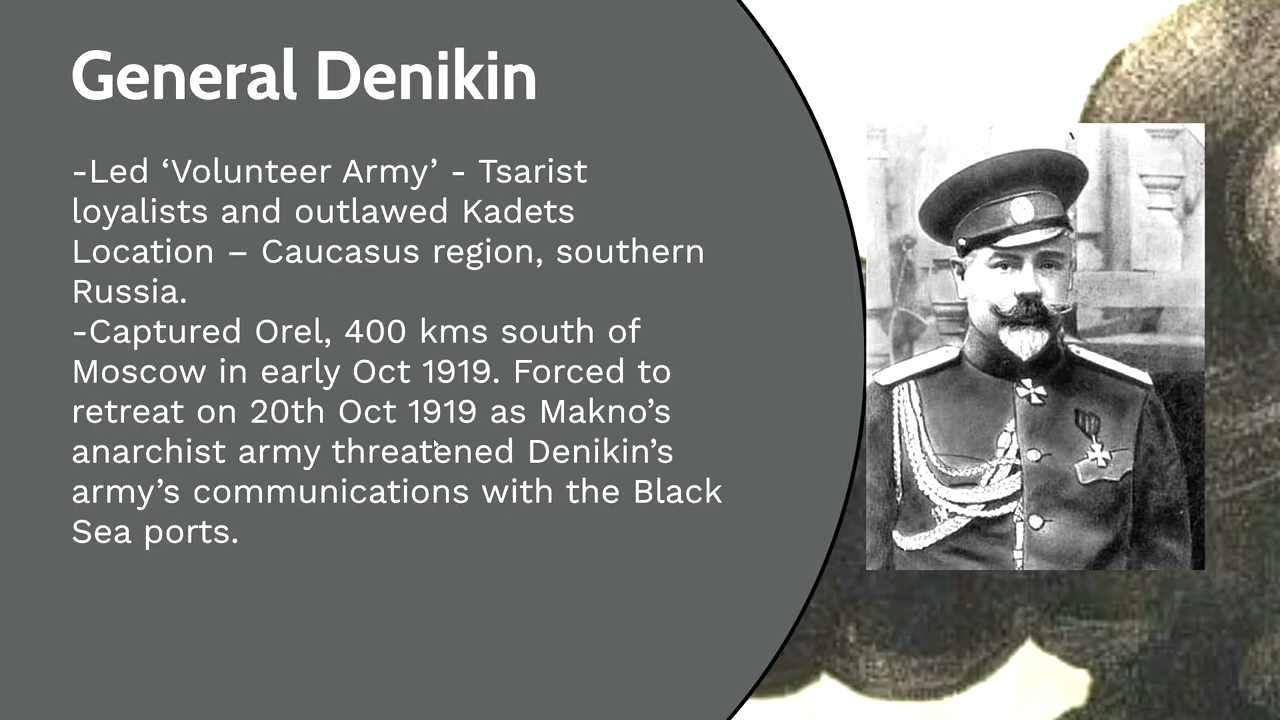 General Denikin
-Led ‘Volunteer Army’ - Tsarist
loyalists and outlawed Kadets
Location – Caucasus region, southern
Russia.
-Captured Orel, 400 kms south of
Moscow in early Oct 1919. Forced to
retreat on 20th Oct 1919 as Makno’s
anarchist army threatened Denikin’s
army’s communications with the Black
Sea ports.